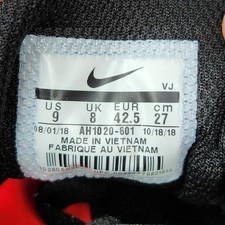 VJ
US UK EUR cm
9 8 42.5 27
08/01/18 AH1020-601 10/18/18
MADE IN VIETNAM
FABRIQUÉ AU VIETNAM